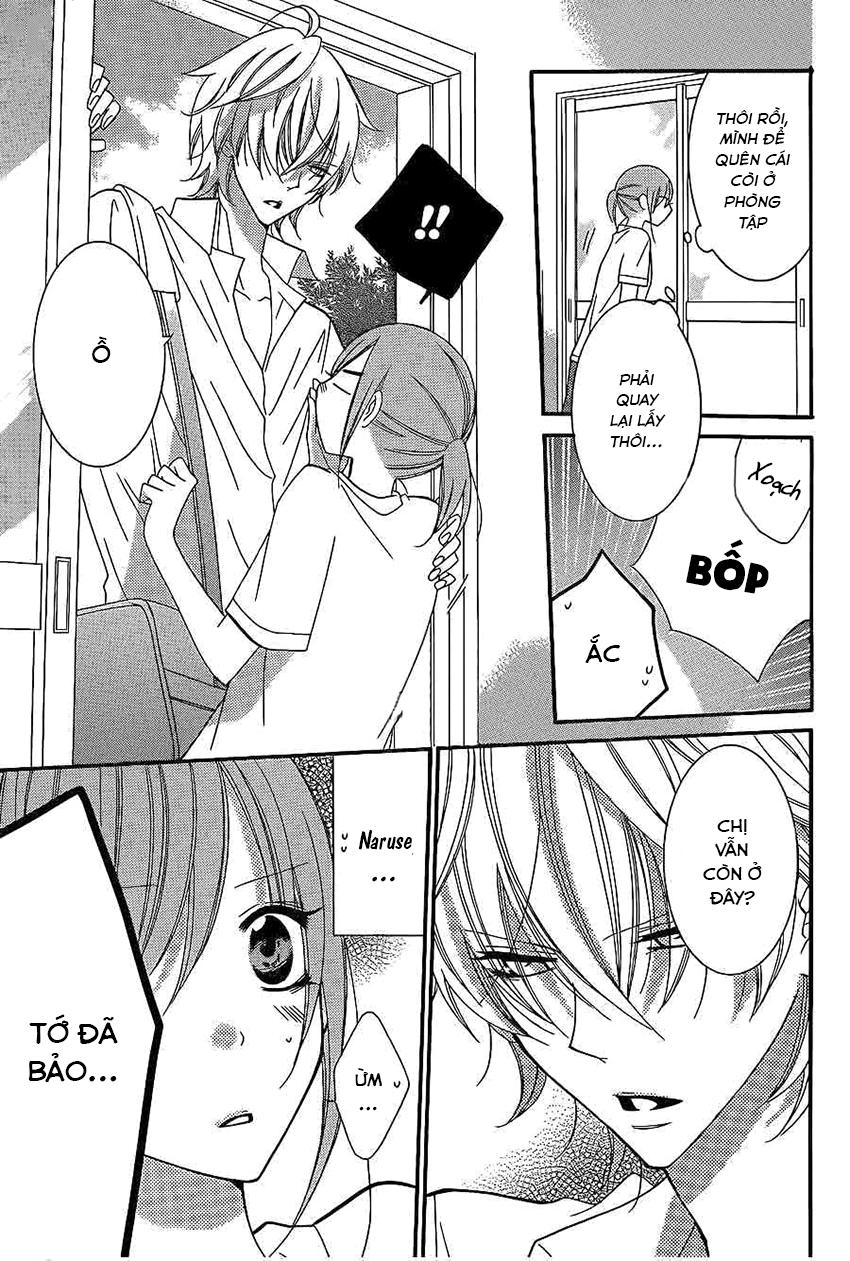 THÔI RỒI,
MÌNH ĐỂ
QUÊN CÁI
CÒI Ở
PHÒNG
TẬP
PHẢI
QUAY
LẠI LẤY
THÔI...
Xoạch
BỐP
ẮC
!!
Ồ
CHỊ
VẪN
CÒN Ở
ĐÂY?
Naruse
...
ỪM
...
TỚ ĐÃ
BẢO...